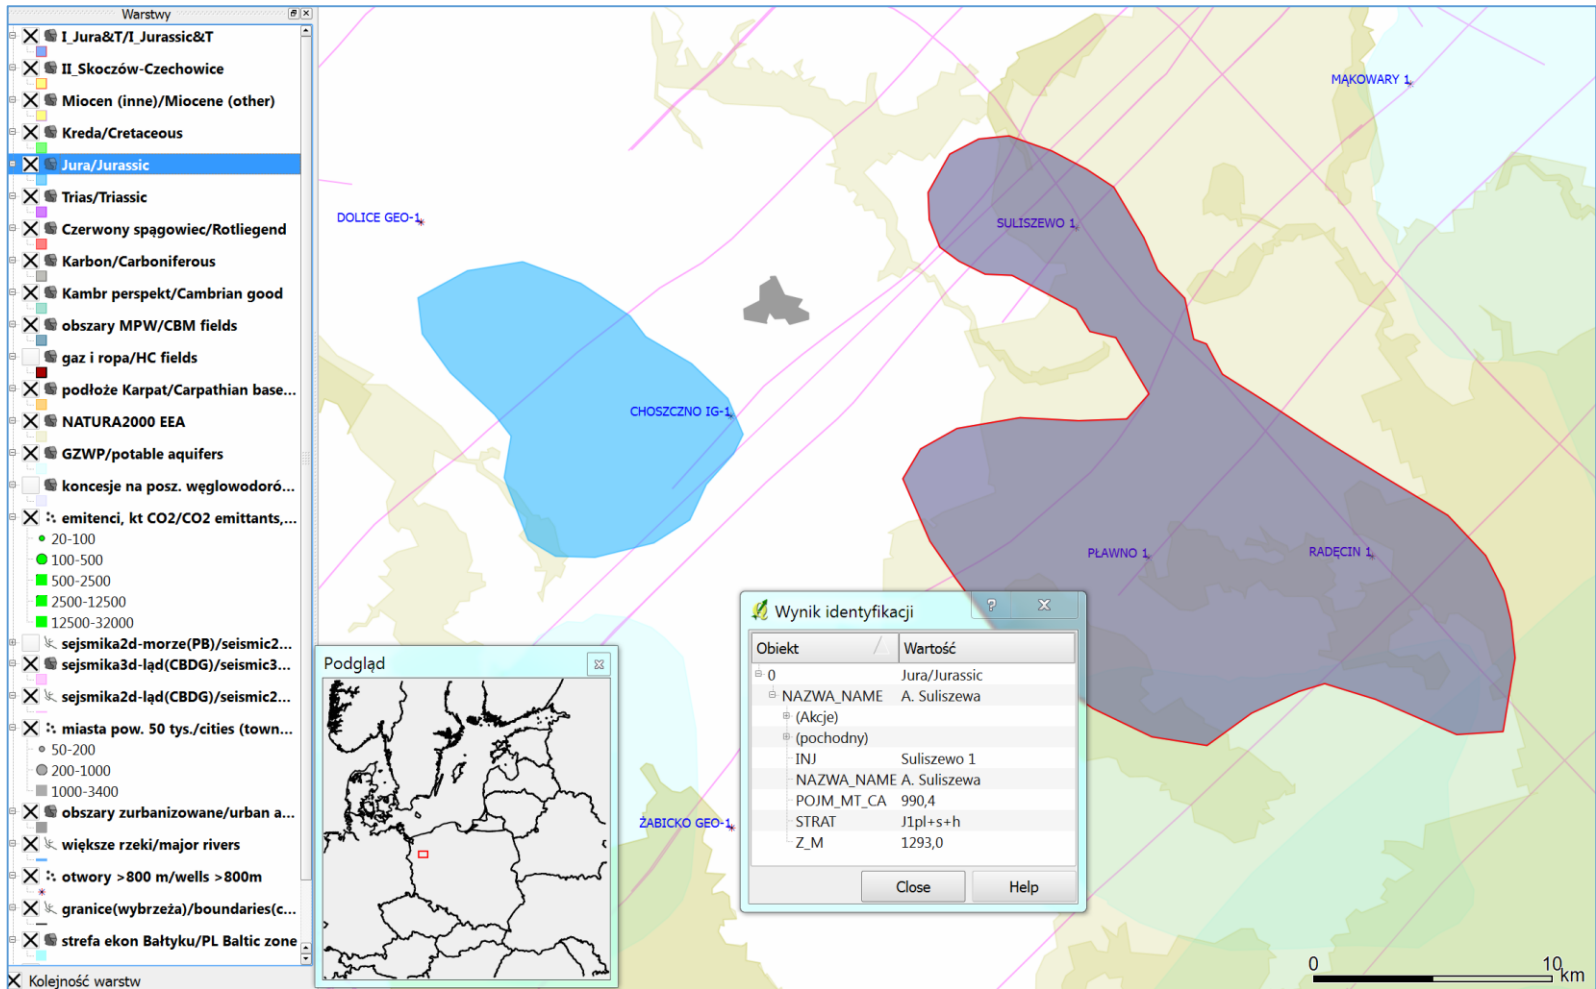 Warstwy
I_Jura&T/I_Jurassic&T
II_Skoczów-Czechowice
Miocen (inne)/Miocene (other)
Kreda/Cretaceous
Jura/Jurassic
Trias/Triassic
Czerwony spągowiec/Rotliegend
Karbon/Carboniferous
Kambr perspekt/Cambrian good
obszary MPW/CBM fields
gaz i ropa/HC fields
podłoże Karpat/Carpathian base...
NATURA2000 EEA
GZWP/potable aquifers
koncesje na posz. węglowodoró...
emitenci, kt CO2/CO2 emittants,...
20-100
100-500
500-2500
2500-12500
12500-32000
sejsmika2d-morze(PB)/seismic2...
sejsmika3d-ląd(CBDG)/seismic3...
sejsmika2d-ląd(CBDG)/seismic2...
miasta pow. 50 tys./cities (town...
50-200
200-1000
1000-3400
obszary zurbanizowane/urban a...
większe rzeki/major rivers
otwory >800 m/wells >800m
granice(wybrzeża)/boundaries(c...
strefa ekon Bałtyku/PL Baltic zone
Kolejność warstw
MĄKOWARY 1
DOLICE GEO-1
SULISZEWO 1
CHOSZCZNO IG-1
PŁAWNO 1
RADĘCIN 1
ŻABICKO GEO-1
Podgląd
Wynik identyfikacji
?
Obiekt Wartość
0 Jura/Jurassic
NAZWA_NAME A. Suliszewa
(Akcje)
(pochodny)
INJ Suliszewo 1
NAZWA_NAME A. Suliszewa
POJM_MT_CA 990,4
STRAT J1pl+s+h
Z_M 1293,0
Close Help
0 10 km